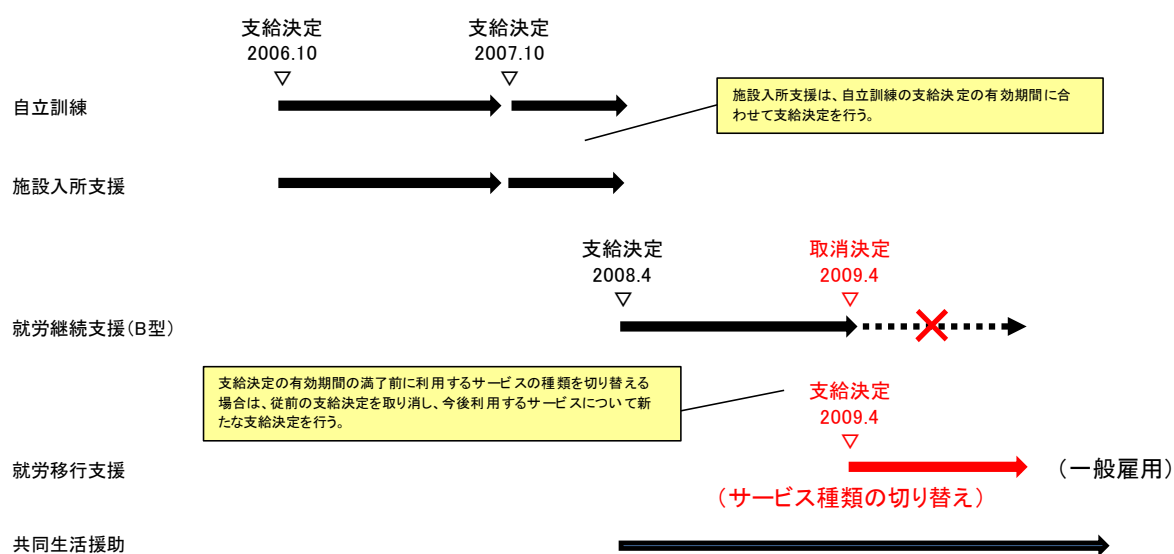 支給決定
2006.10
▽
支給決定
2007.10
▽
自立訓練
施設入所支援は、自立訓練の支給決定の有効期間に合
わせて支給決定を行う。
施設入所支援
支給決定
2008.4
▽
取消決定
2009.4
▽
就労継続支援(B型)
支給決定の有効期間の満了前に利用するサービスの種類を切り替える
場合は、従前の支給決定を取り消し、今後利用するサービスについて新
たな支給決定を行う。
支給決定
2009.4
▽
就労移行支援
(一般雇用)
(サービス種類の切り替え)
共同生活援助